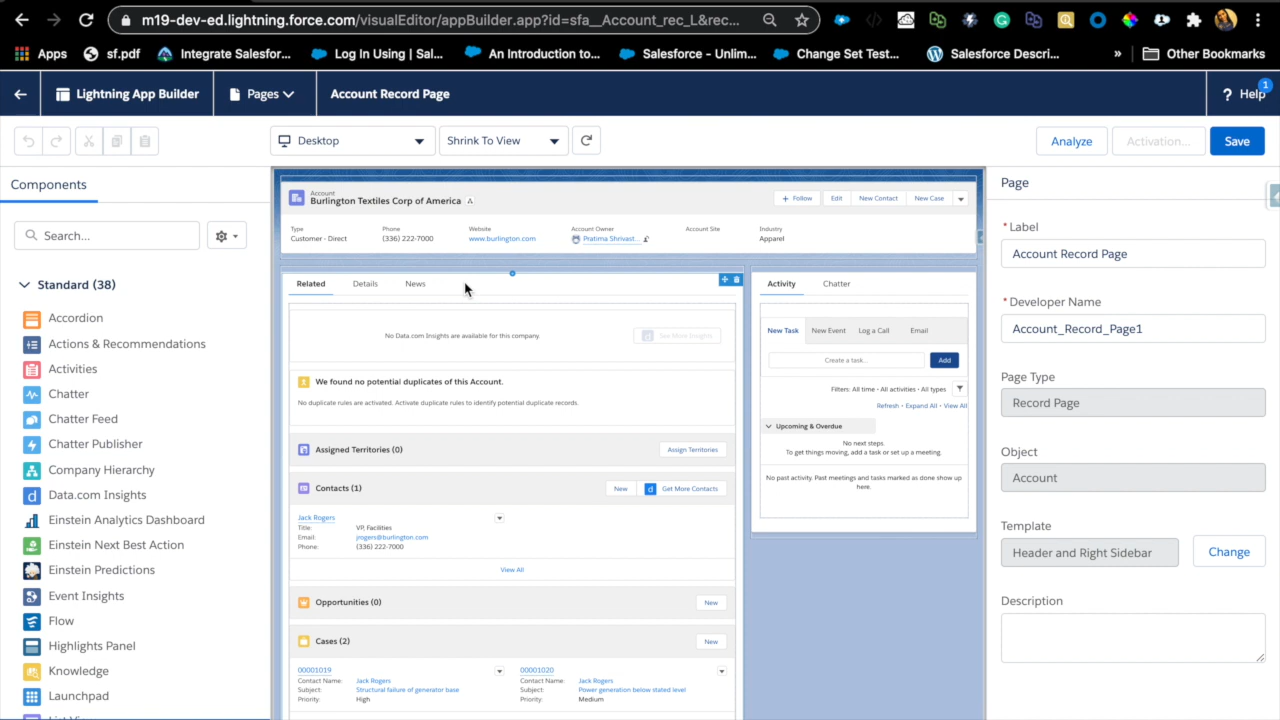 m19-dev-ed.lightning.force.com/visualEditor/appBuilder.app?id=sfa__Account_rec_L&rec...
Apps
sf.pdf
Integrate Salesfor...
Log In Using | Sal...
An Introduction to...
Salesforce – Unlim...
Change Set Test...
Salesforce Descri...
»
Other Bookmarks
Lightning App Builder
Pages
Account Record Page
? Help
1
Desktop
Shrink To View
Analyze
Activation...
Save
Components
Search...
Standard (38)
Accordion
Actions & Recommendations
Activities
Chatter
Chatter Feed
Chatter Publisher
Company Hierarchy
Data.com Insights
Einstein Analytics Dashboard
Einstein Next Best Action
Einstein Predictions
Event Insights
Flow
Highlights Panel
Knowledge
Launchpad
List View
Account
Burlington Textiles Corp of America
+ Follow
Edit
New Contact
New Case
Type
Customer - Direct
Phone
(336) 222-7000
Website
www.burlington.com
Account Owner
Pratima Shrivast...
Account Site
Industry
Apparel
Related
Details
News
No Data.com Insights are available for this company.
See More Insights
We found no potential duplicates of this Account.
No duplicate rules are activated. Activate duplicate rules to identify potential duplicate records.
Assigned Territories (0)
Assign Territories
Contacts (1)
New
Get More Contacts
Jack Rogers
Title: VP, Facilities
Email: jrogers@burlington.com
Phone: (336) 222-7000
View All
Opportunities (0)
New
Cases (2)
New
00001019
Contact Name: Jack Rogers
Subject: Structural failure of generator base
Priority: High
00001020
Contact Name: Jack Rogers
Subject: Power generation below stated level
Priority: Medium
Activity
Chatter
New Task
New Event
Log a Call
Email
Create a task...
Add
Filters: All time • All activities • All types
Refresh • Expand All • View All
Upcoming & Overdue
No next steps.
To get things moving, add a task or set up a meeting.
No past activity. Past meetings and tasks marked as done show up
here.
Page
* Label
Account Record Page
* Developer Name
Account_Record_Page1
Page Type
Record Page
Object
Account
Template
Header and Right Sidebar
Change
Description